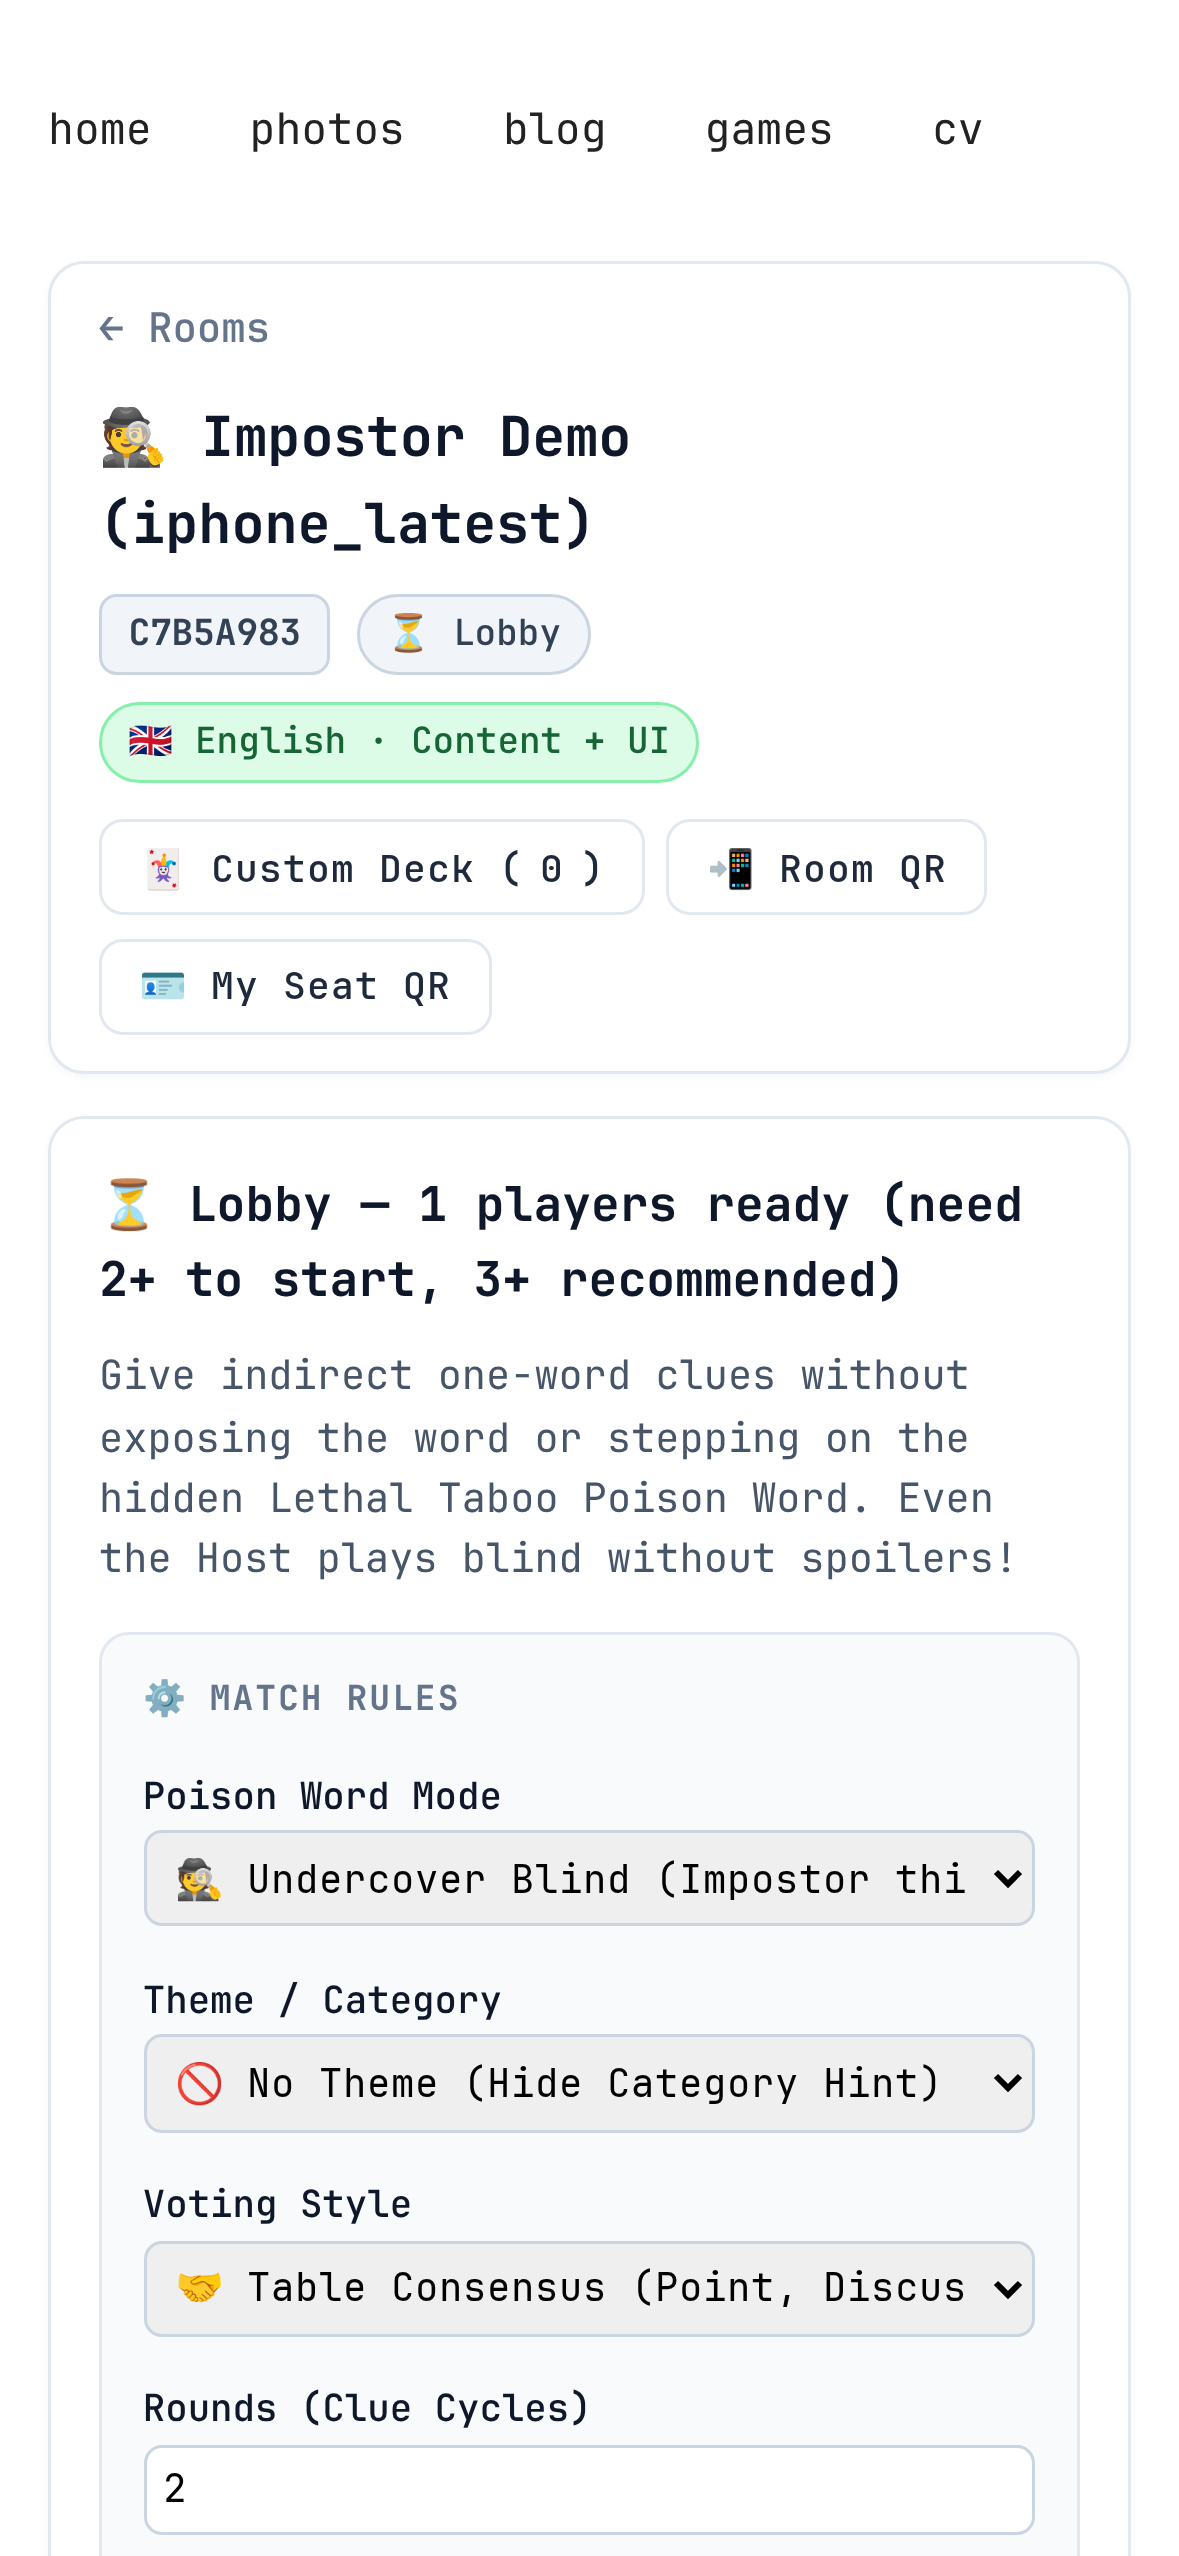 home photos blog games cv
← Rooms
🕵️ Impostor Demo
(iphone_latest)
C7B5A983 ⏳ Lobby
🇬🇧 English · Content + UI
🃏 Custom Deck ( 0 ) 📲 Room QR
🪪 My Seat QR
⏳ Lobby — 1 players ready (need
2+ to start, 3+ recommended)
Give indirect one-word clues without
exposing the word or stepping on the
hidden Lethal Taboo Poison Word. Even
the Host plays blind without spoilers!
⚙️ MATCH RULES
Poison Word Mode
🕵️ Undercover Blind (Impostor thi
Theme / Category
🚫 No Theme (Hide Category Hint)
Voting Style
🤝 Table Consensus (Point, Discus
Rounds (Clue Cycles)
2